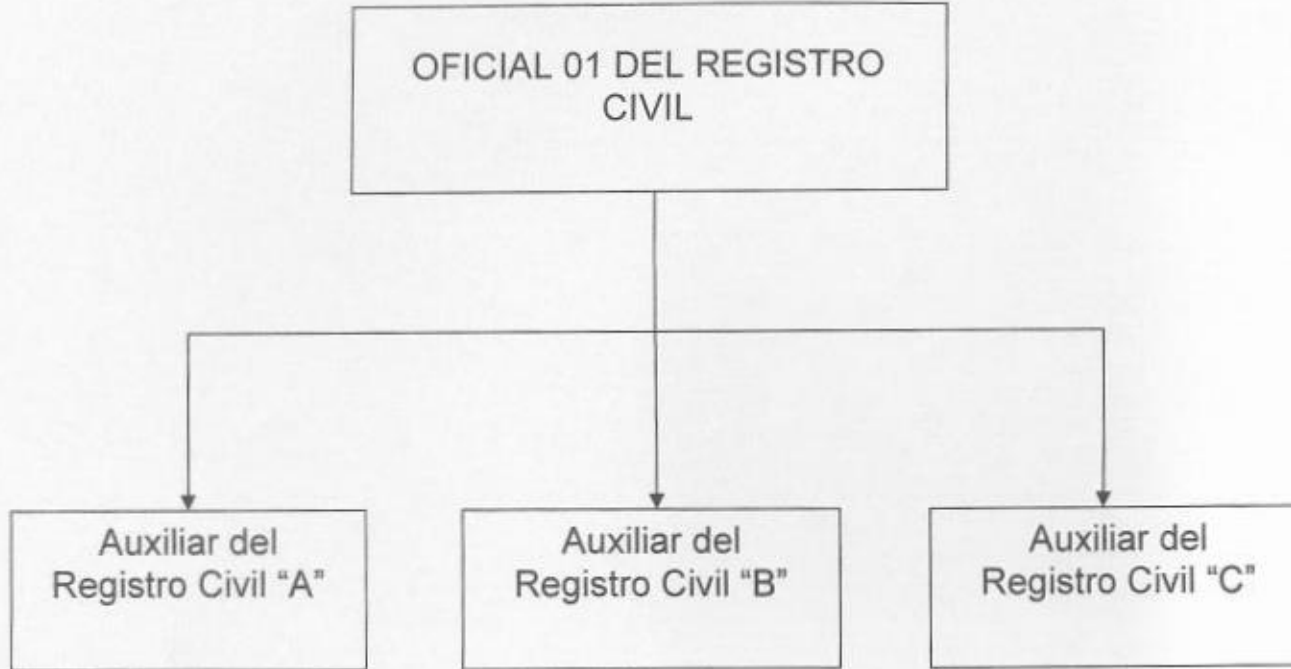 OFICIAL 01 DEL REGISTRO
CIVIL
Auxiliar del
Registro Civil “A”
Auxiliar del
Registro Civil “B”
Auxiliar del
Registro Civil “C”